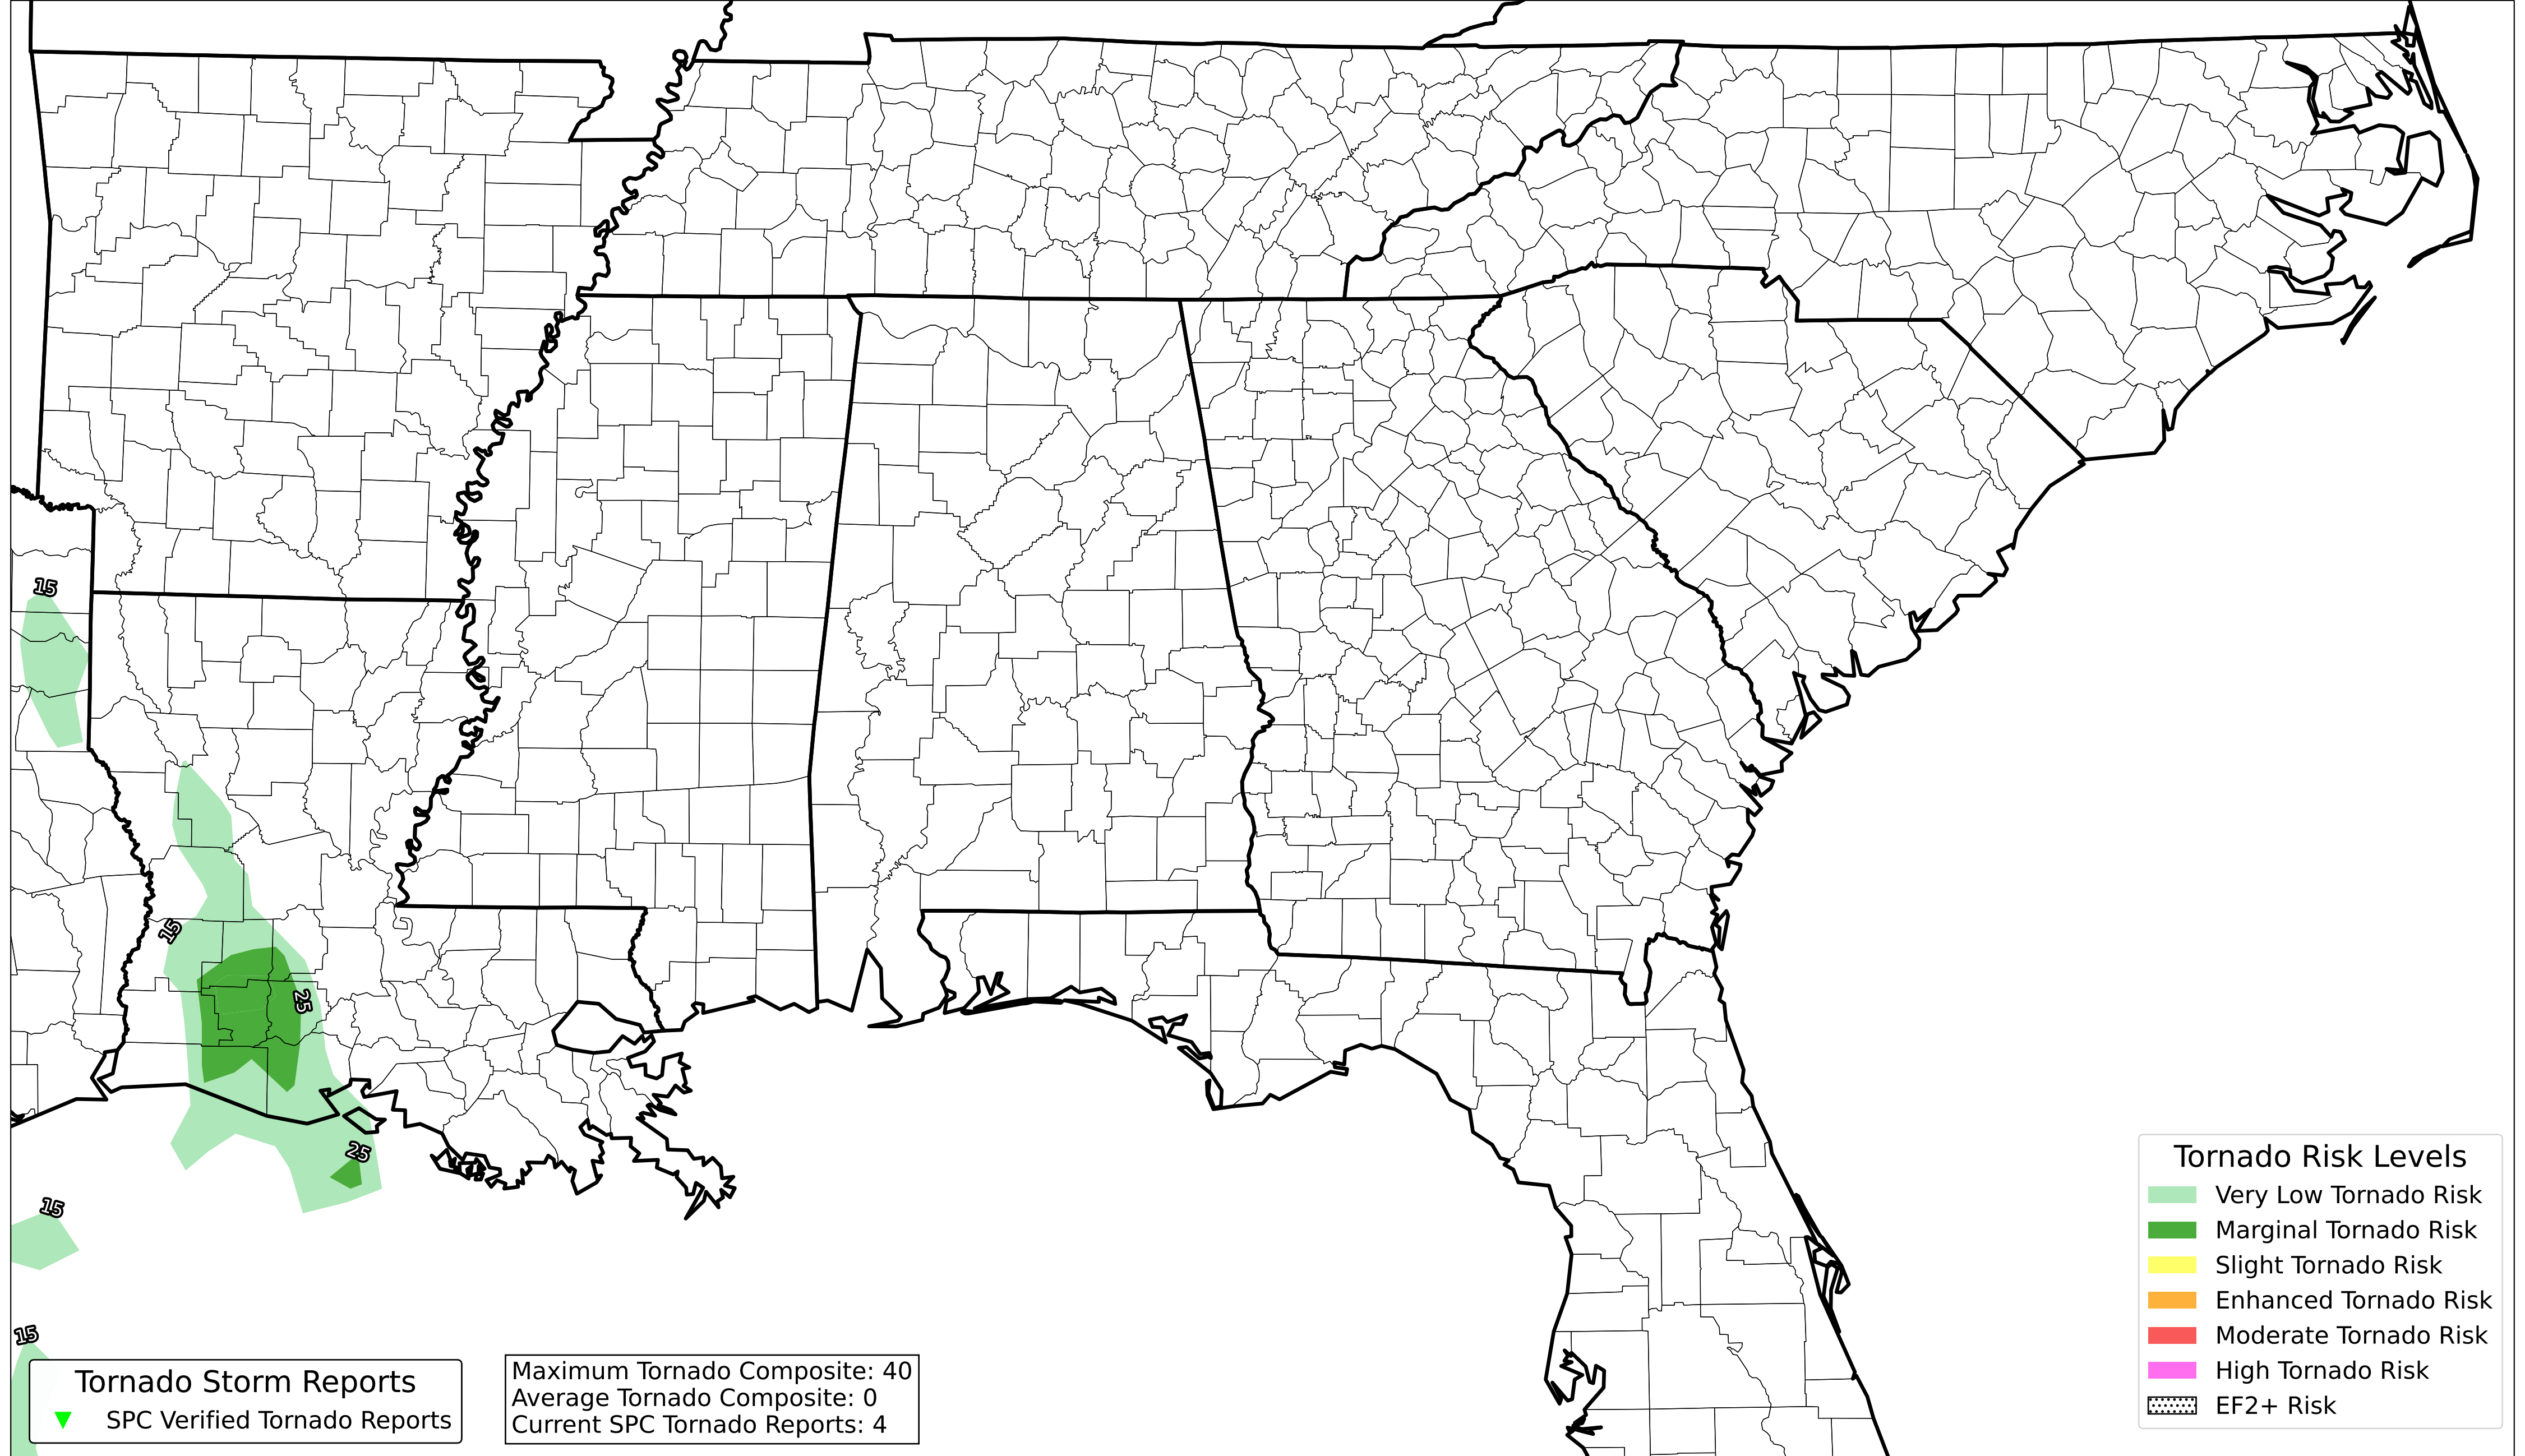 15
15
25
25
15
15
Tornado Storm Reports
SPC Verified Tornado Reports
Maximum Tornado Composite: 40
Average Tornado Composite: 0
Current SPC Tornado Reports: 4
Tornado Risk Levels
Very Low Tornado Risk
Marginal Tornado Risk
Slight Tornado Risk
Enhanced Tornado Risk
Moderate Tornado Risk
High Tornado Risk
EF2+ Risk